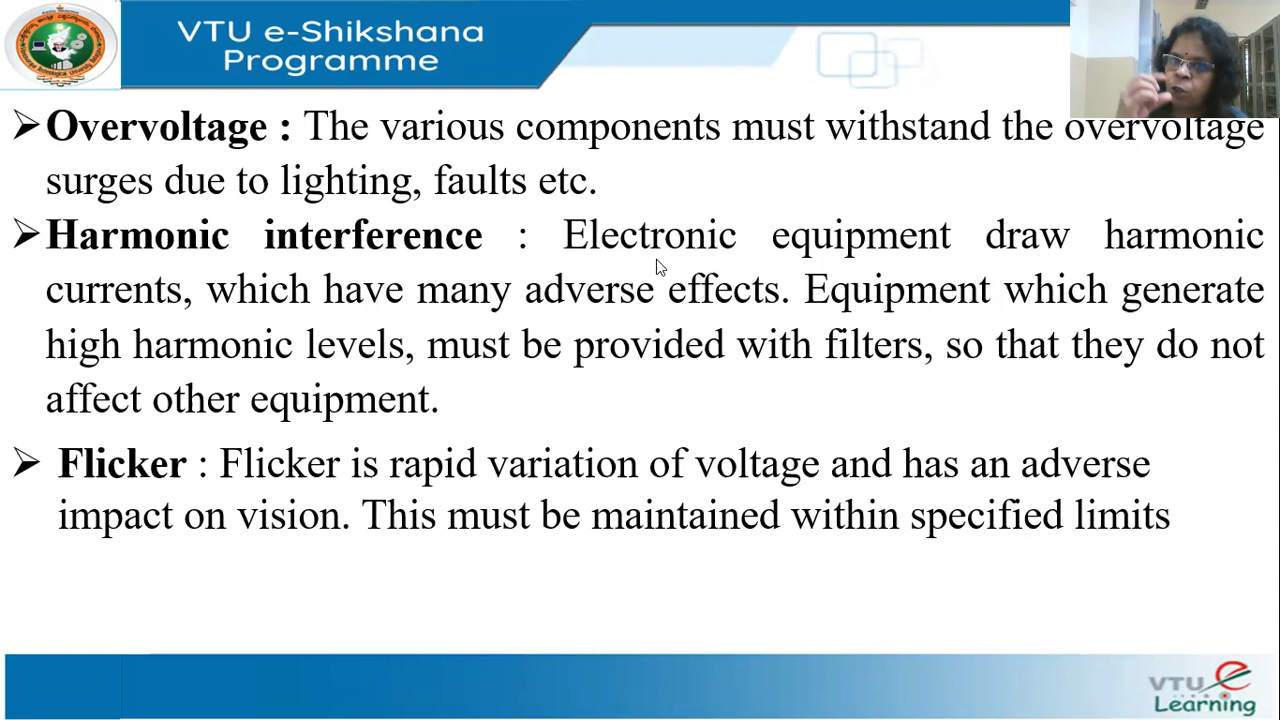 VTU e-Shikshana
Programme
➢Overvoltage : The various components must withstand the overvoltage
surges due to lighting, faults etc.
➢Harmonic interference : Electronic equipment draw harmonic
currents, which have many adverse effects. Equipment which generate
high harmonic levels, must be provided with filters, so that they do not
affect other equipment.
➢ Flicker : Flicker is rapid variation of voltage and has an adverse
impact on vision. This must be maintained within specified limits
VTU e
Learning